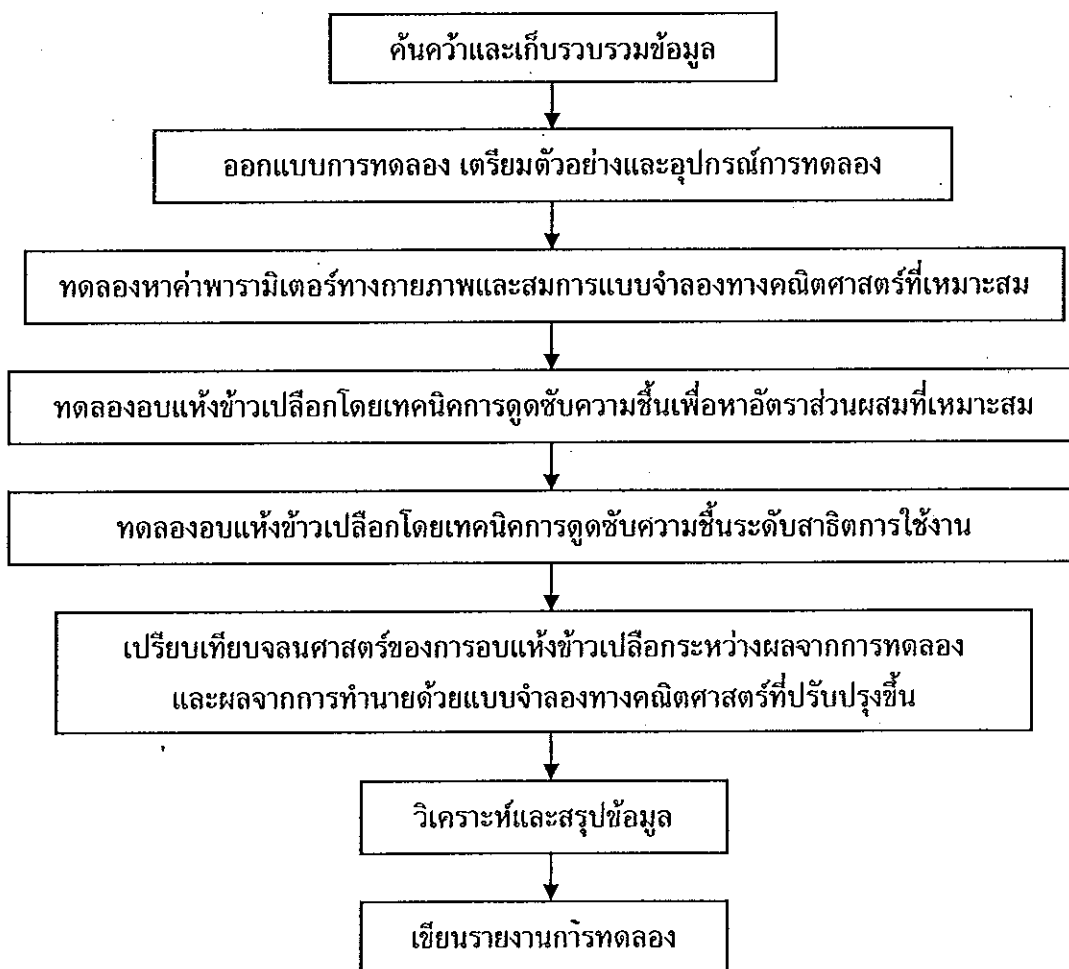 ค้นคว้าและเก็บรวบรวมข้อมูล
ออกแบบการทดลอง เตรียมตัวอย่างและอุปกรณ์การทดลอง
ทดลองหาค่าพารามิเตอร์ทางกายภาพและสมการแบบจำลองทางคณิตศาสตร์ที่เหมาะสม
ทดลองอบแห้งข้าวเปลือกโดยเทคนิคการดูดซับความชื้นเพื่อหาอัตราส่วนผสมที่เหมาะสม
ทดลองอบแห้งข้าวเปลือกโดยเทคนิคการดูดซับความชื้นระดับสาธิตการใช้งาน
เปรียบเทียบจลนศาสตร์ของการอบแห้งข้าวเปลือกระหว่างผลจากการทดลอง
และผลจากการทำนายด้วยแบบจำลองทางคณิตศาสตร์ที่ปรับปรุงขึ้น
วิเคราะห์และสรุปข้อมูล
เขียนรายงานการทดลอง